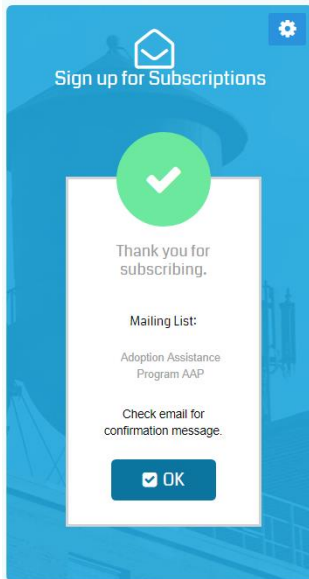 Sign up for Subscriptions
Thank you for
subscribing.
Mailing List:
Adoption Assistance
Program AAP
Check email for
confirmation message.
OK